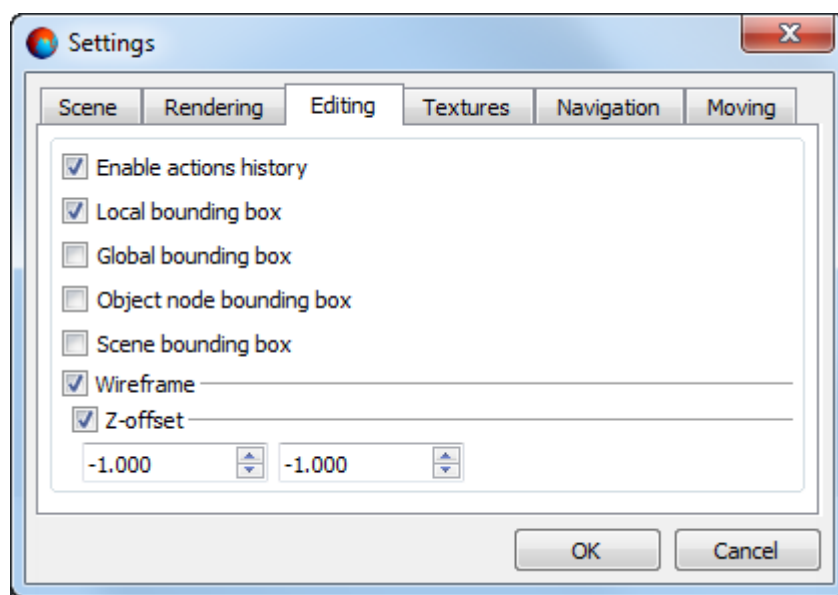 Settings
Scene Rendering Editing Textures Navigation Moving
Enable actions history
Local bounding box
Global bounding box
Object node bounding box
Scene bounding box
Wireframe
Z-offset
-1.000 -1.000
OK Cancel